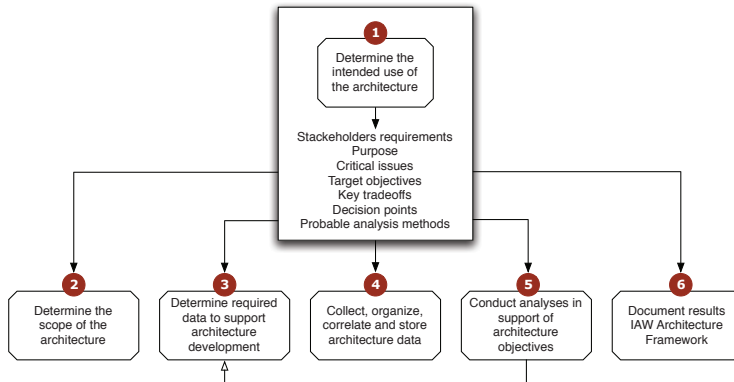 1
Determine the
intended use of
the architecture
Stackeholders requirements
Purpose
Critical issues
Target objectives
Key tradeoffs
Decision points
Probable analysis methods
2
Determine the
scope of the
architecture
3
Determine required
data to support
architecture
development
4
Collect, organize,
correlate and store
architecture data
5
Conduct analyses in
support of
architecture
objectives
6
Document results
IAW Architecture
Framework